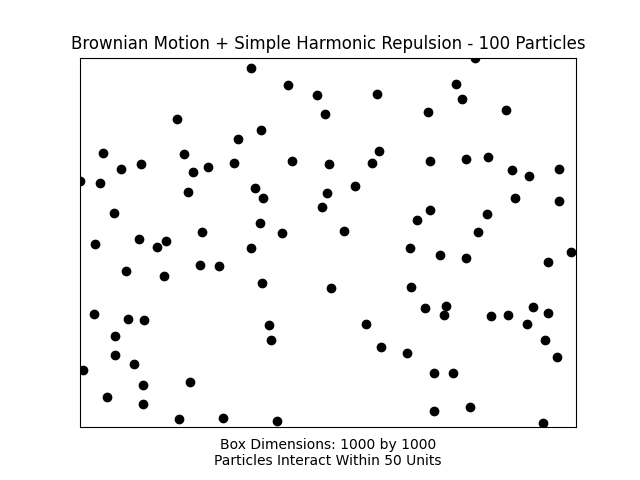 Brownian Motion + Simple Harmonic Repulsion - 100 Particles
Box Dimensions: 1000 by 1000
Particles Interact Within 50 Units